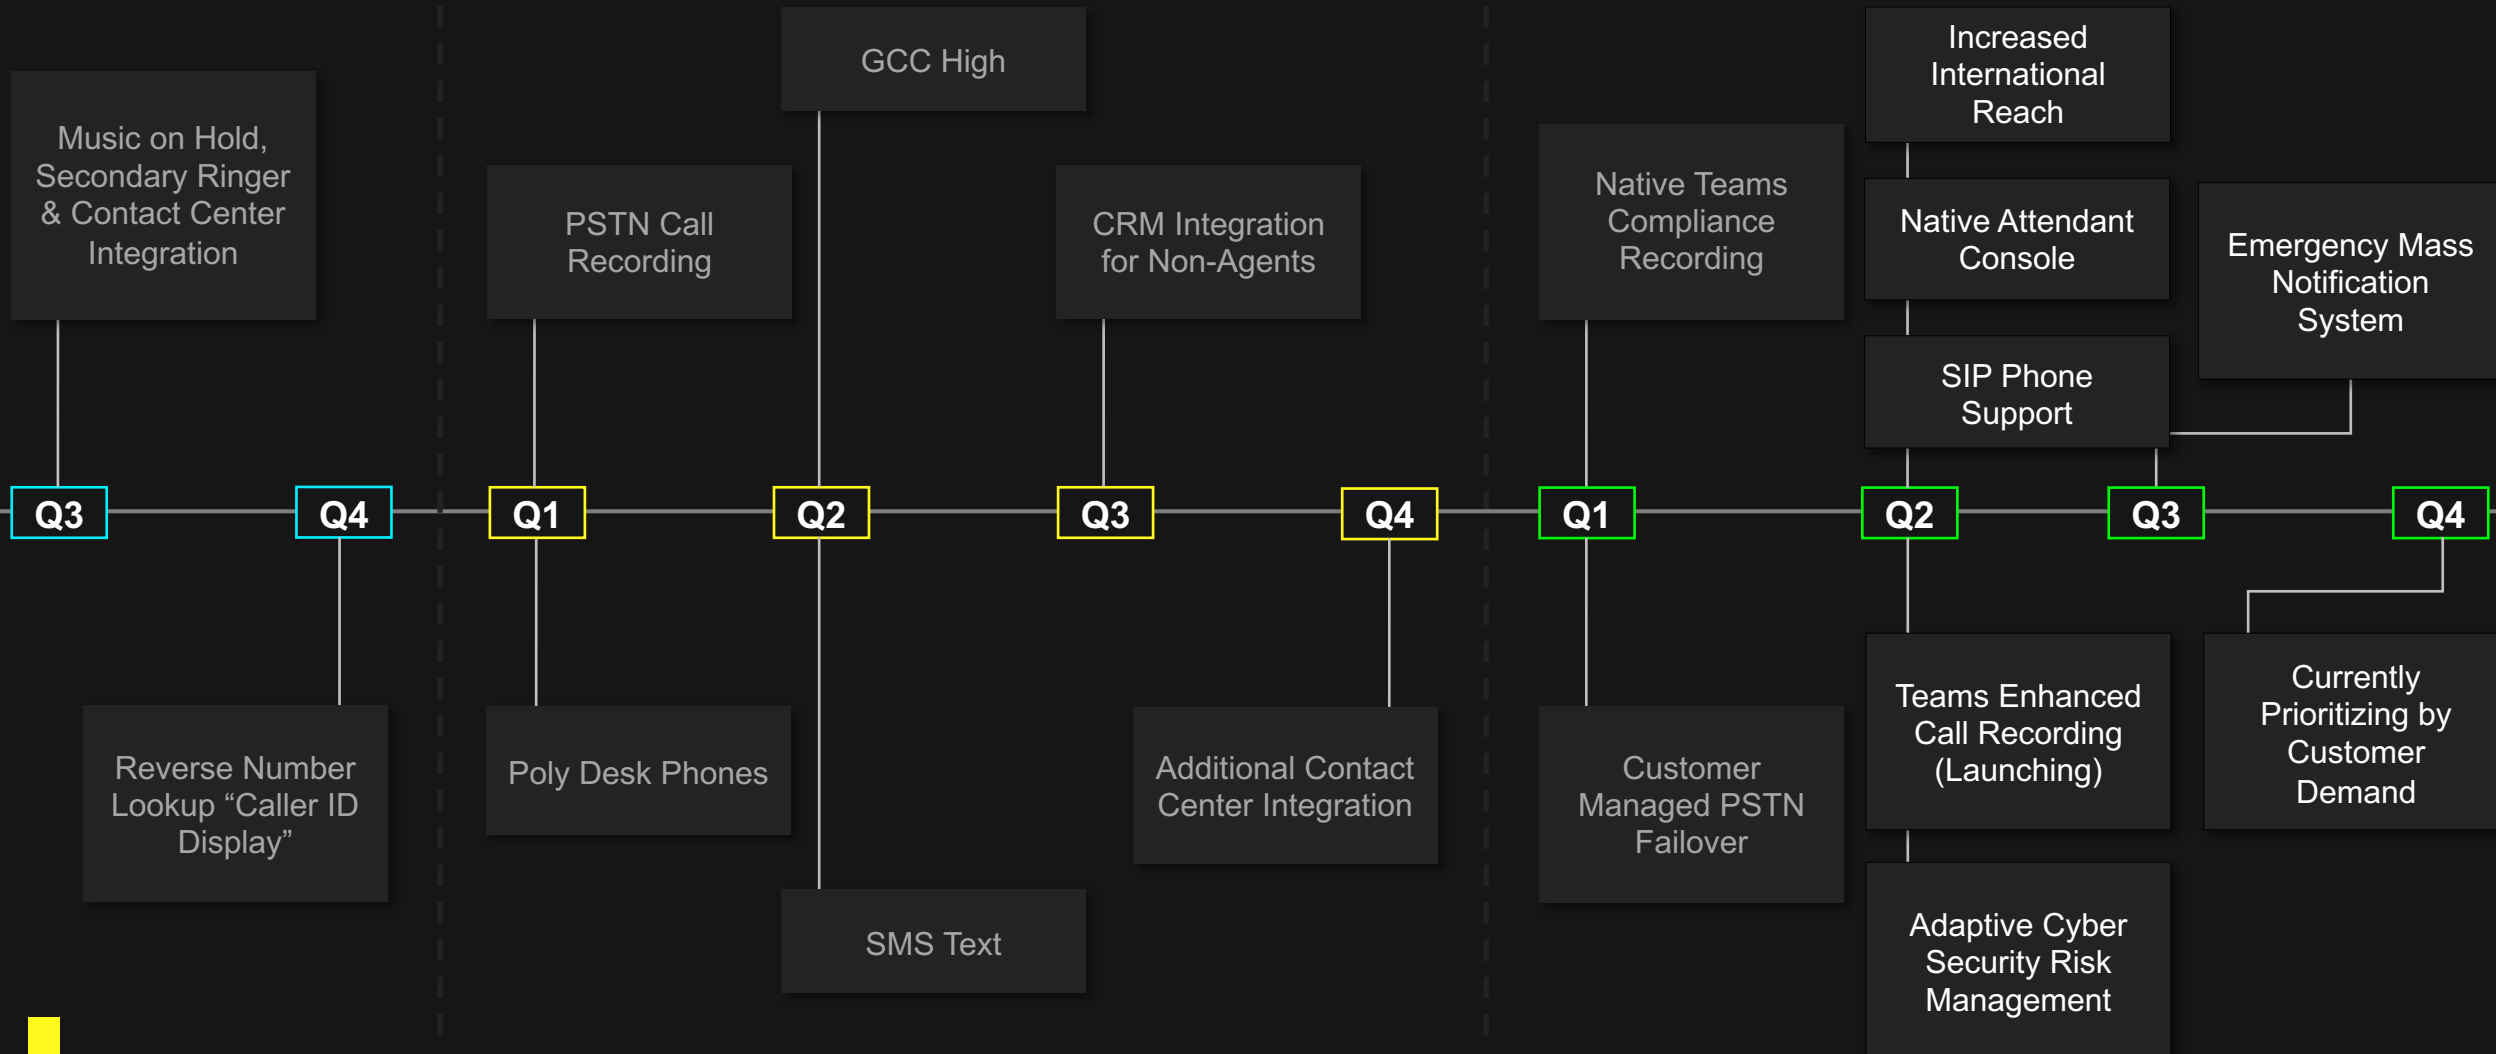 GCC High
Increased
International
Reach
Music on Hold,
Secondary Ringer
& Contact Center
Integration
PSTN Call
Recording
CRM Integration
for Non-Agents
Native Teams
Compliance
Recording
Native Attendant
Console
Emergency Mass
Notification
System
SIP Phone
Support
Q3
Q4
Q1
Q2
Q3
Q4
Q1
Q2
Q3
Q4
Reverse Number
Lookup “Caller ID
Display”
Poly Desk Phones
SMS Text
Additional Contact
Center Integration
Customer
Managed PSTN
Failover
Teams Enhanced
Call Recording
(Launching)
Currently
Prioritizing by
Customer
Demand
Adaptive Cyber
Security Risk
Management